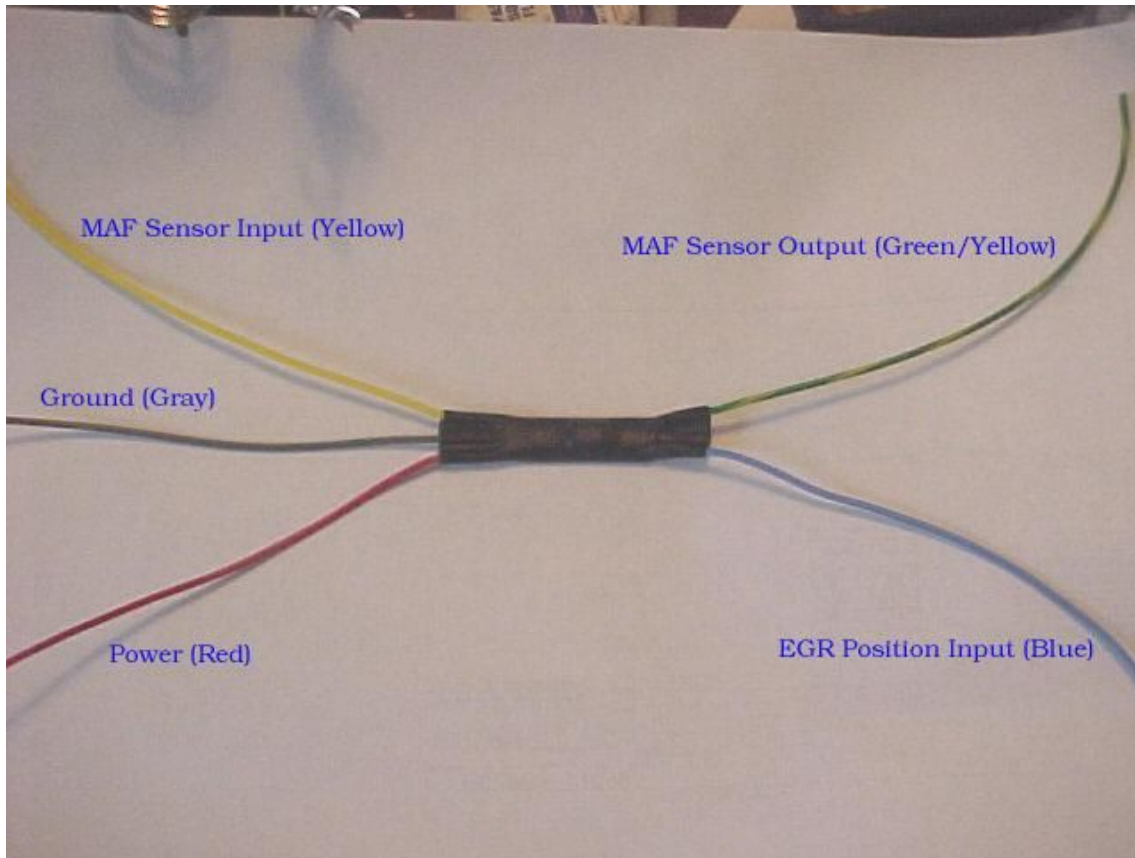 MAF Sensor Input (Yellow)
MAF Sensor Output (Green/Yellow)
Ground (Gray)
Power (Red)
EGR Position Input (Blue)